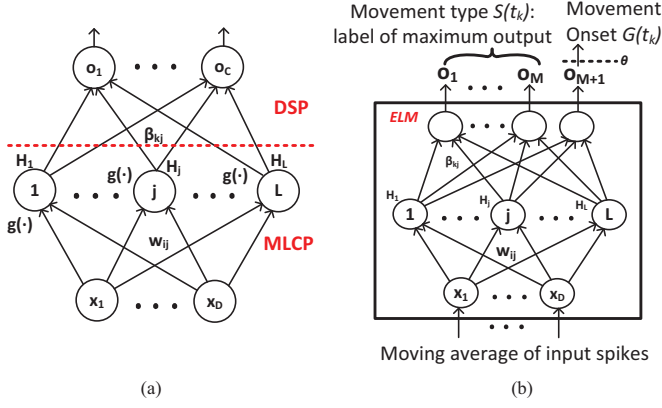 (a)
o1 . . . oC
DSP
βkj
H1 Hj HL
1 . . . g(·) j . . . g(·) L
g(·)
wij
MLCP
x1 . . . xD
(a)
Movement type S(tk):
label of maximum output
Movement
Onset G(tk)
θ
o1 . . . oM oM+1
ELM
. . .
βkj
H1 Hj HL
1 . . . j . . . L
wij
x1 . . . xD
. . .
Moving average of input spikes
(b)